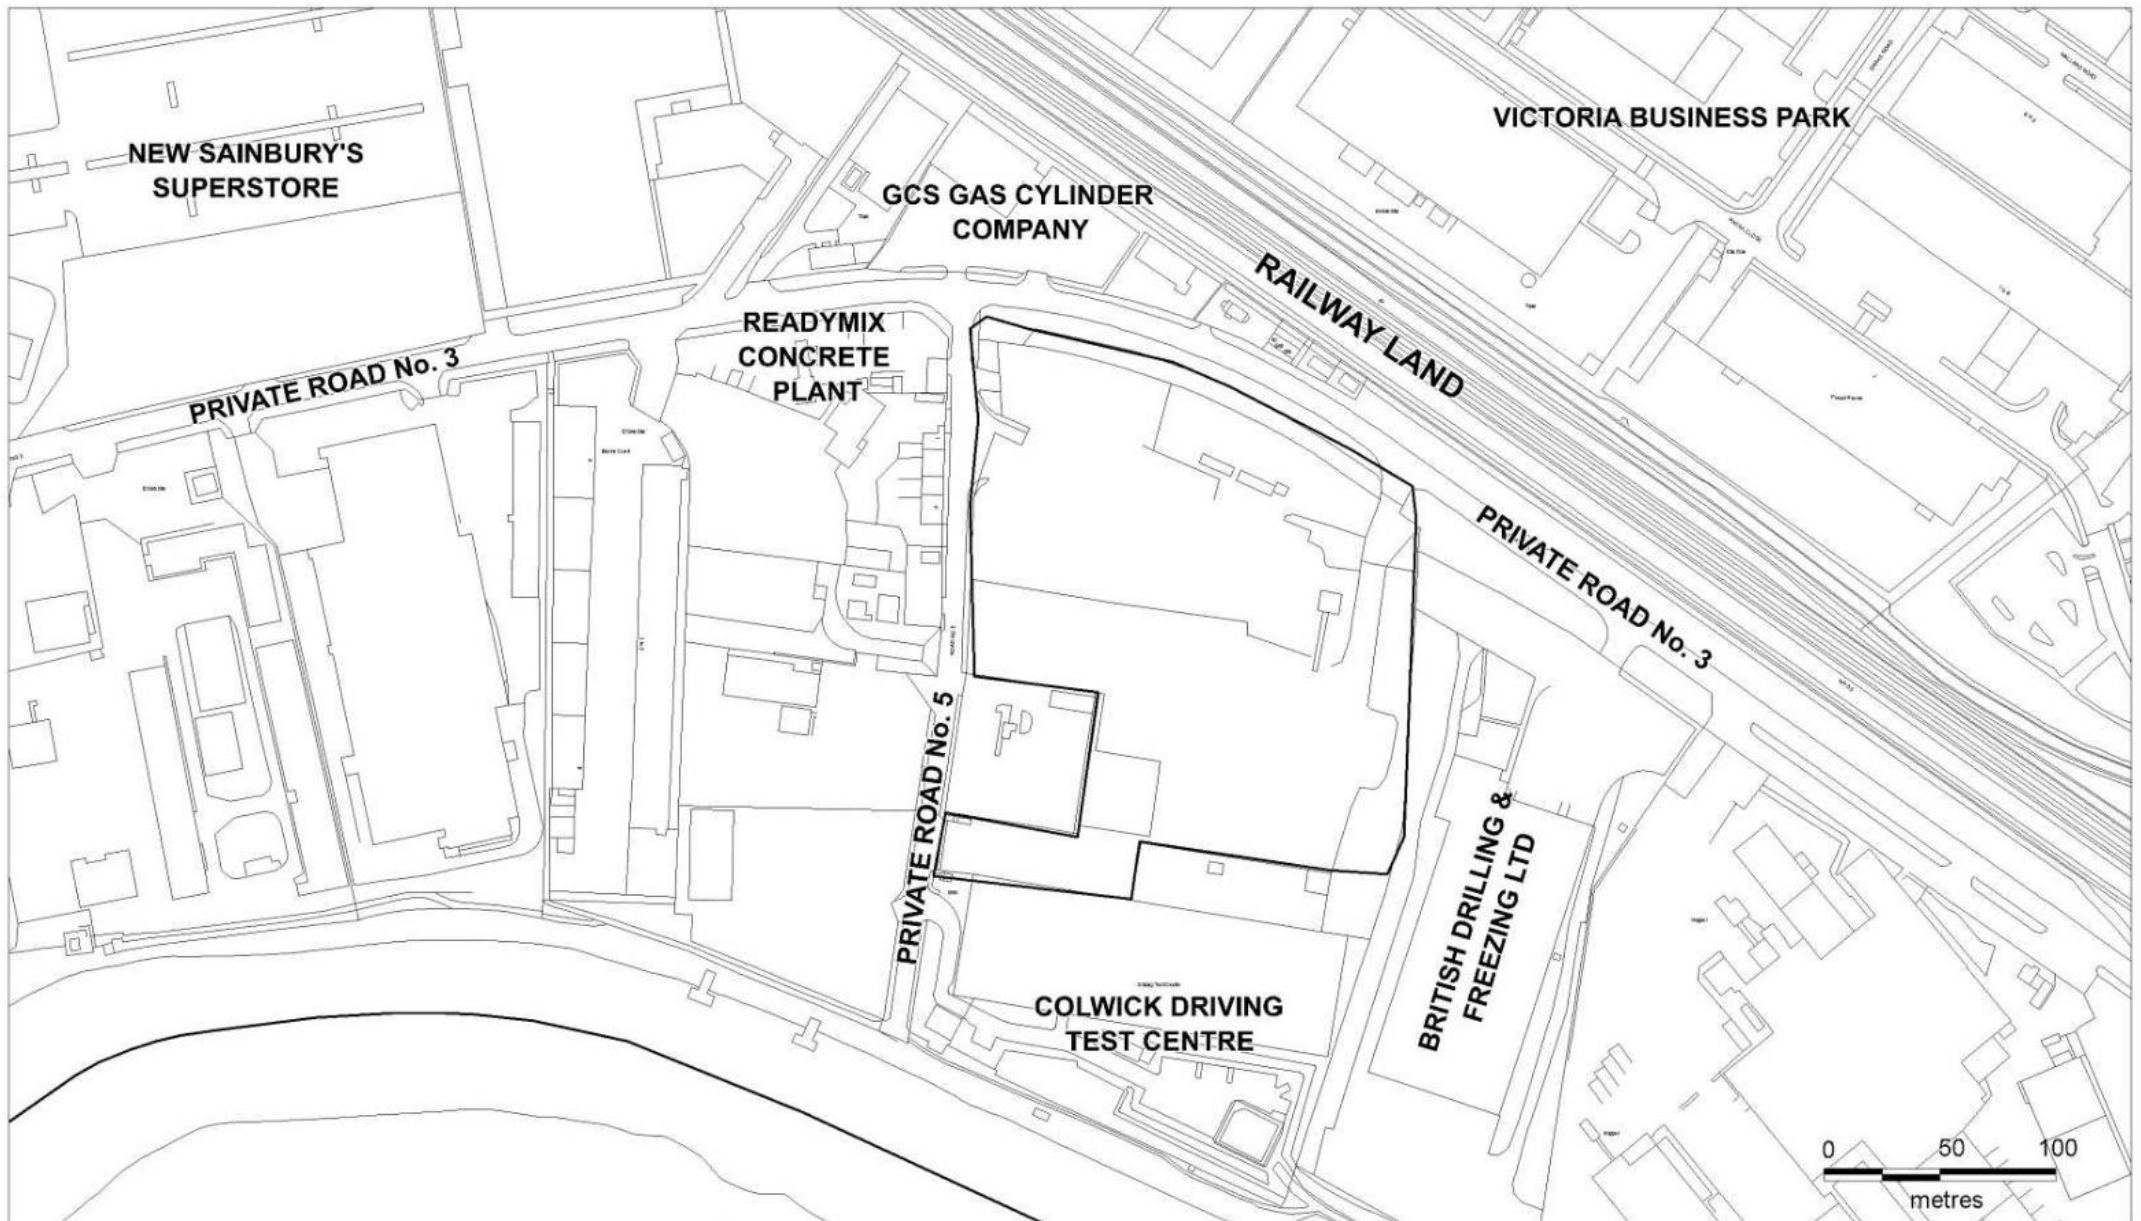 VICTORIA BUSINESS PARK
NEW SAINBURY'S
SUPERSTORE
GCS GAS CYLINDER
COMPANY
RAILWAY LAND
READYMIX
CONCRETE
PLANT
PRIVATE ROAD No. 3
PRIVATE ROAD No. 3
PRIVATE ROAD No. 5
BRITISH DRILLING &
FREEZING LTD
COLWICK DRIVING
TEST CENTRE
0 50 100
metres